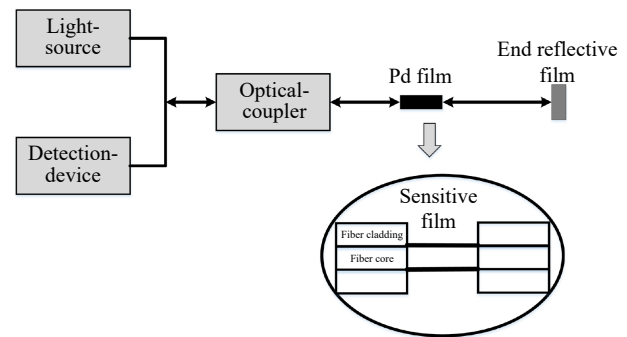 Light-
source
End reflective
film
Pd film
Optical-
coupler
Detection-
device
Sensitive
film
Fiber cladding
Fiber core